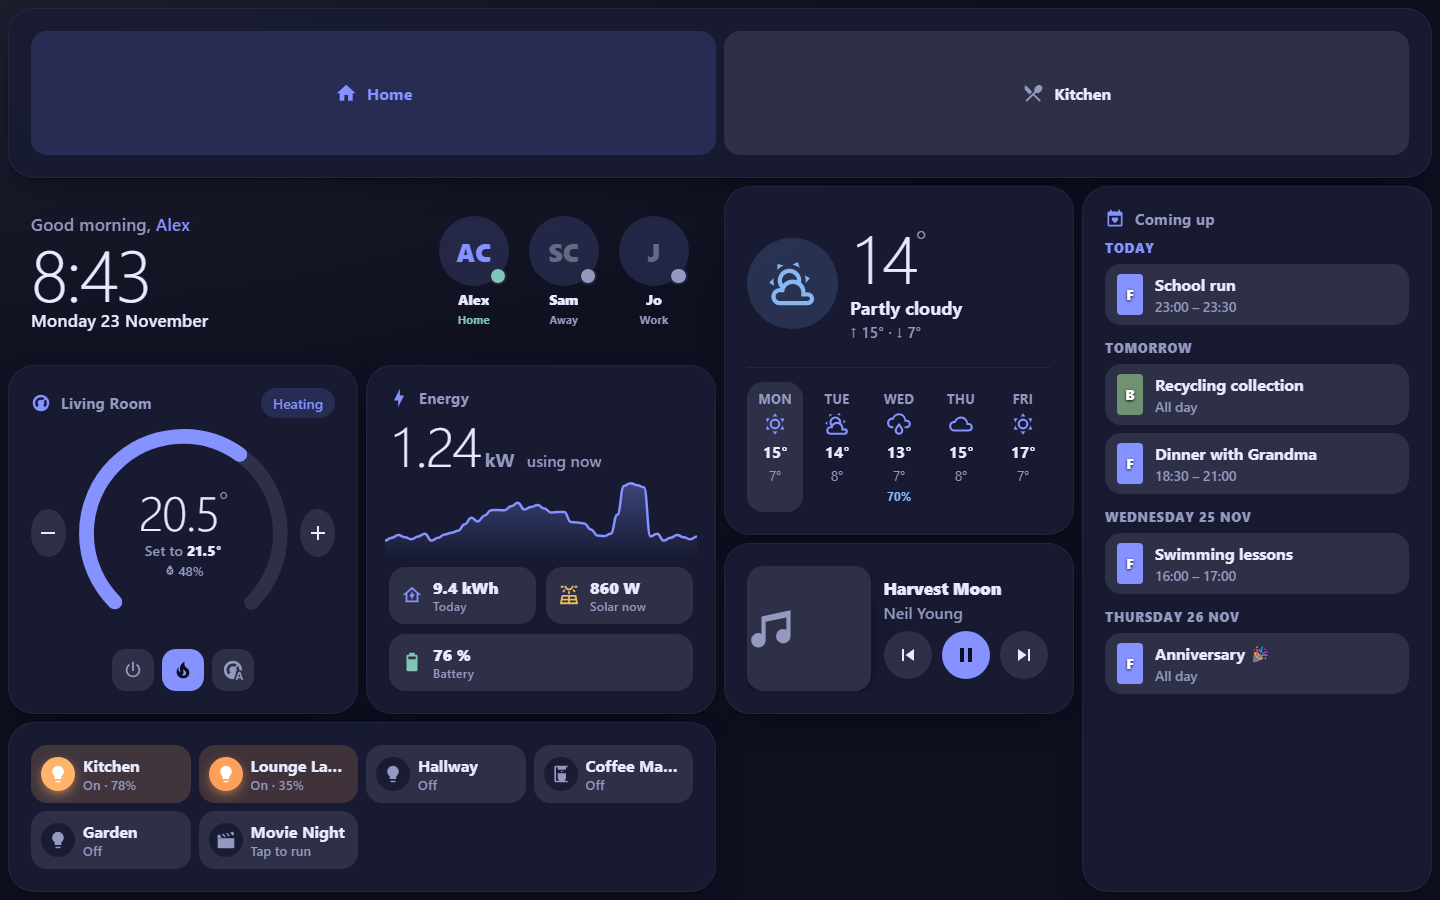 Home
Kitchen
Good morning, Alex
8:43
Monday 23 November
AC
Alex
Home
SC
Sam
Away
J
Jo
Work
14°
Partly cloudy
↑ 15° · ↓ 7°
MON
15°
7°
TUE
14°
8°
WED
13°
7°
70%
THU
15°
8°
FRI
17°
7°
Coming up
TODAY
F
School run
23:00 – 23:30
TOMORROW
B
Recycling collection
All day
F
Dinner with Grandma
18:30 – 21:00
WEDNESDAY 25 NOV
F
Swimming lessons
16:00 – 17:00
THURSDAY 26 NOV
F
Anniversary 🎉
All day
Living Room
Heating
20.5°
Set to 21.5°
48%
Energy
1.24 kW using now
9.4 kWh
Today
860 W
Solar now
76 %
Battery
Harvest Moon
Neil Young
Kitchen
On · 78%
Lounge La...
On · 35%
Hallway
Off
Coffee Ma...
Off
Garden
Off
Movie Night
Tap to run